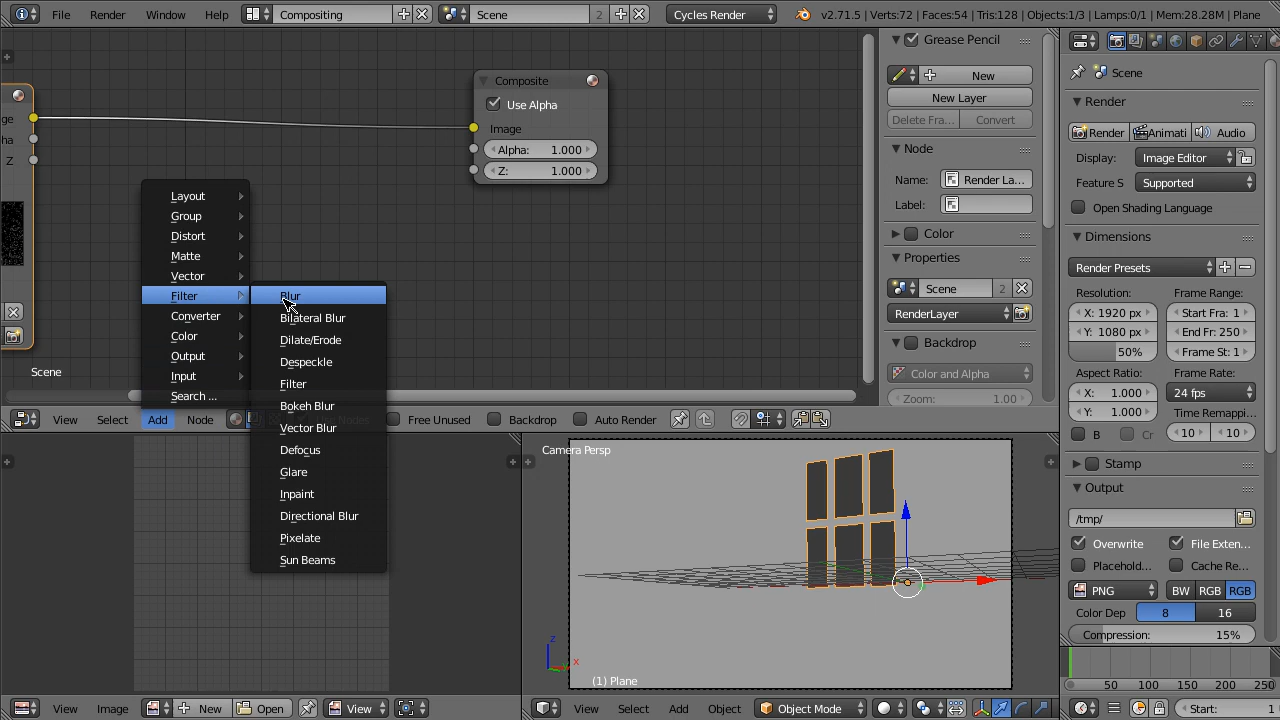 File Render Window Help Compositing Scene 2 Cycles Render v2.71.5 | Verts:72 | Faces:54 | Tris:128 | Objects:1/3 | Lamps:0/1 | Mem:28.28M | Plane
ge
ha
Z
Composite
Use Alpha
Image
Alpha: 1.000
Z: 1.000
Scene
Layout
Group
Distort
Matte
Vector
Filter
Converter
Color
Output
Input
Search ...
Blur
Bilateral Blur
Dilate/Erode
Despeckle
Filter
Bokeh Blur
Vector Blur
Defocus
Glare
Inpaint
Directional Blur
Pixelate
Sun Beams
View Select Add Node Free Unused Backdrop Auto Render
Grease Pencil
New
New Layer
Delete Fra... Convert
Node
Name: Render La...
Label:
Color
Properties
Scene 2
RenderLayer
Backdrop
Color and Alpha
Zoom: 1.00
Scene
Render
Render Animati Audio
Display: Image Editor
Feature S Supported
Open Shading Language
Dimensions
Render Presets
Resolution: Frame Range:
X: 1920 px Start Fra: 1
Y: 1080 px End Fr: 250
50% Frame St: 1
Aspect Ratio: Frame Rate:
X: 1.000 24 fps
Y: 1.000 Time Remappi...
B Cr 10 10
Stamp
Output
/tmp/
Overwrite File Exten...
Placehold... Cache Re...
PNG BW RGB RGB
Color Dep 8 16
Compression: 15%
Camera Persp
z
y x
(1) Plane
View Image New Open View
View Select Add Object Object Mode
0 50 100 150 200 250
Start: 1